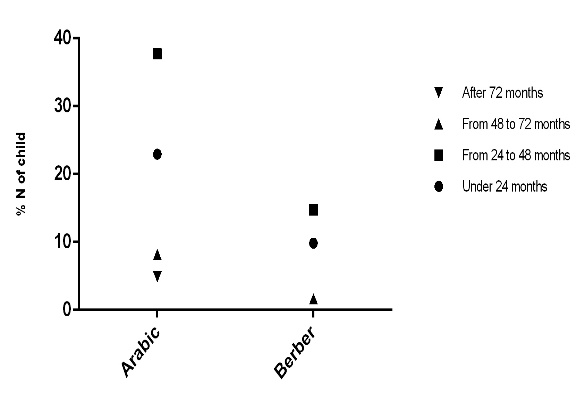 40
30
20
10
0
% N of child
Arabic
Berber
After 72 months
From 48 to 72 months
From 24 to 48 months
Under 24 months